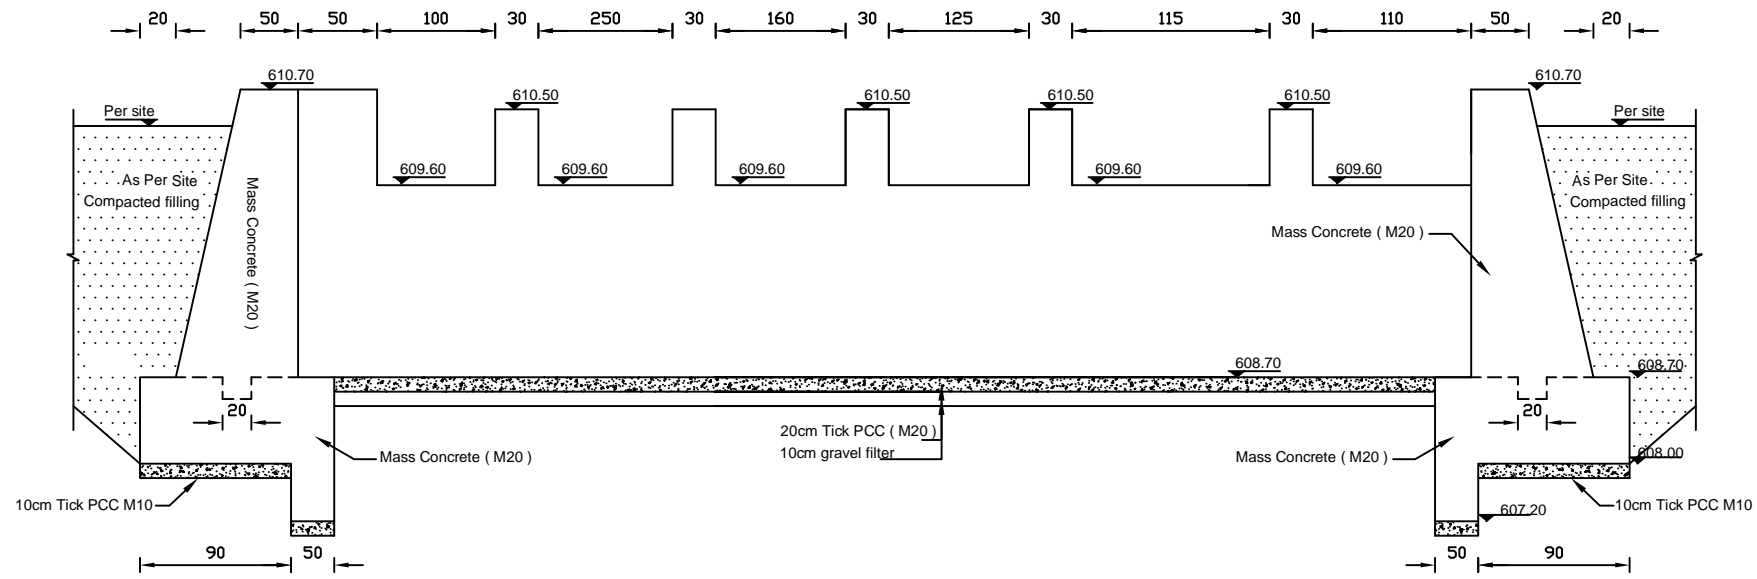 20 50 50 100 30 250 30 160 30 125 30 115 30 110 50 20
610.70 610.70
610.50 610.50 610.50 610.50
Per site Per site
609.60 609.60 609.60 609.60 609.60
As Per Site As Per Site
Compacted filling Compacted filling
Mass Concrete ( M20 )
Mass Concrete ( M20 )
608.70 608.70
20 20
20cm Tick PCC ( M20 )
10cm gravel filter
Mass Concrete ( M20 ) Mass Concrete ( M20 )
608.00
10cm Tick PCC M10 10cm Tick PCC M10
607.20
90 50 50 90